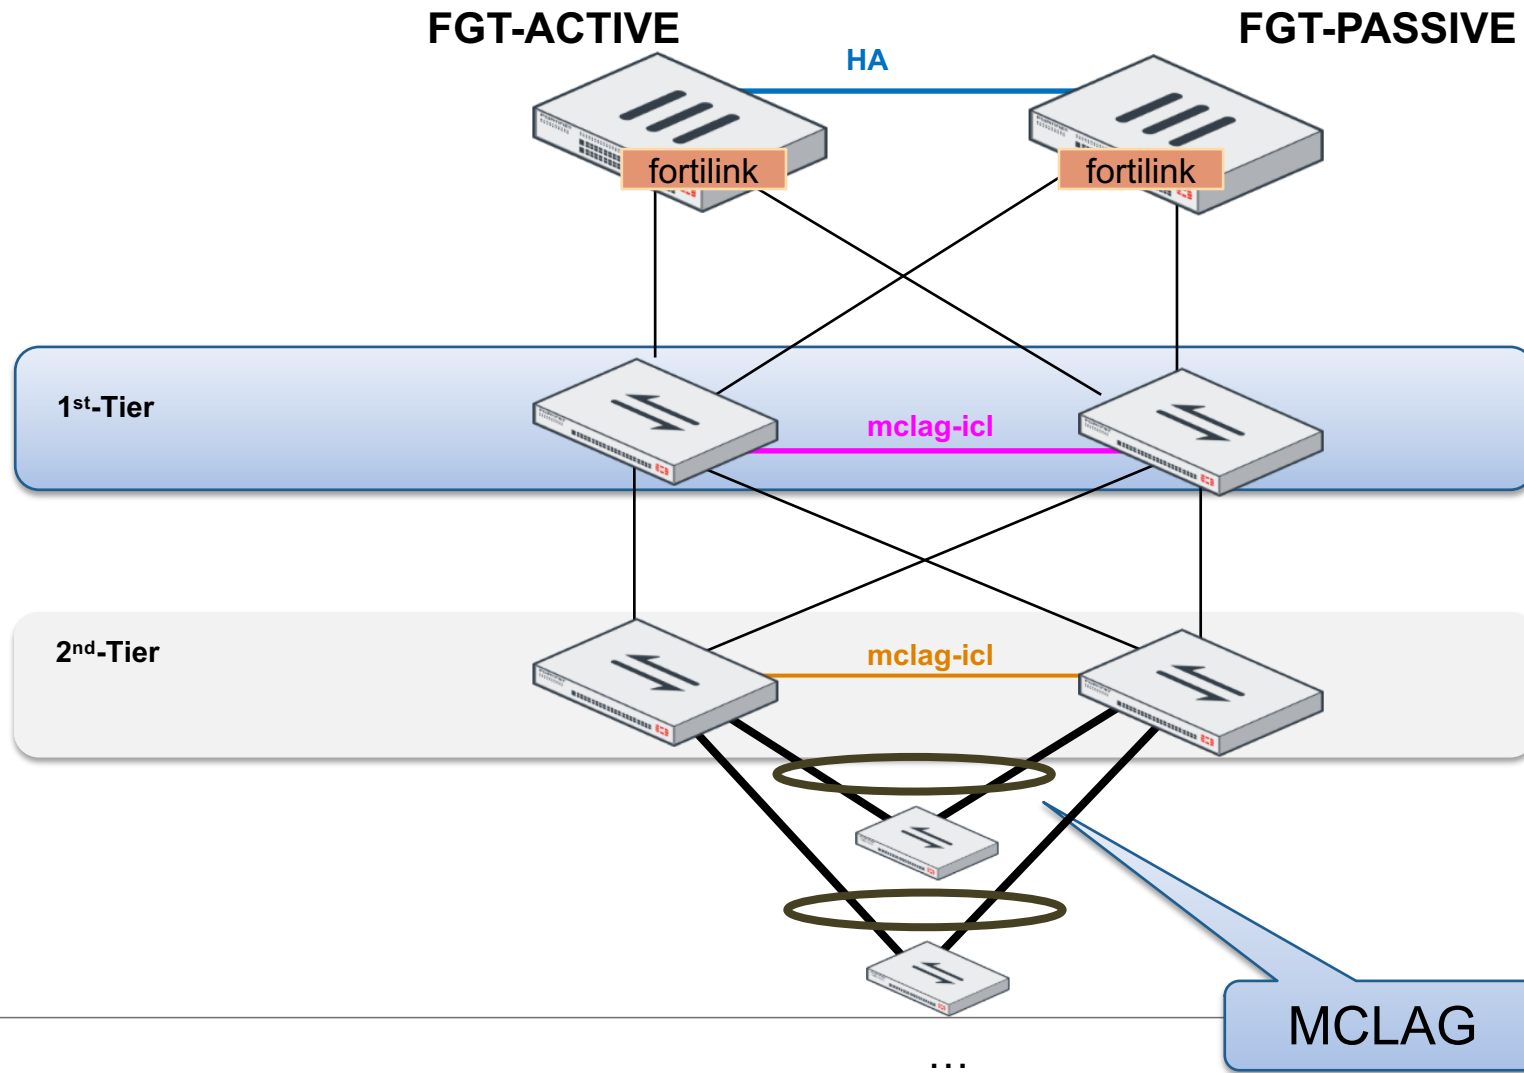 FGT-ACTIVE
FGT-PASSIVE
HA
fortilink
fortilink
1st-Tier
mclag-icl
2nd-Tier
mclag-icl
MCLAG
...